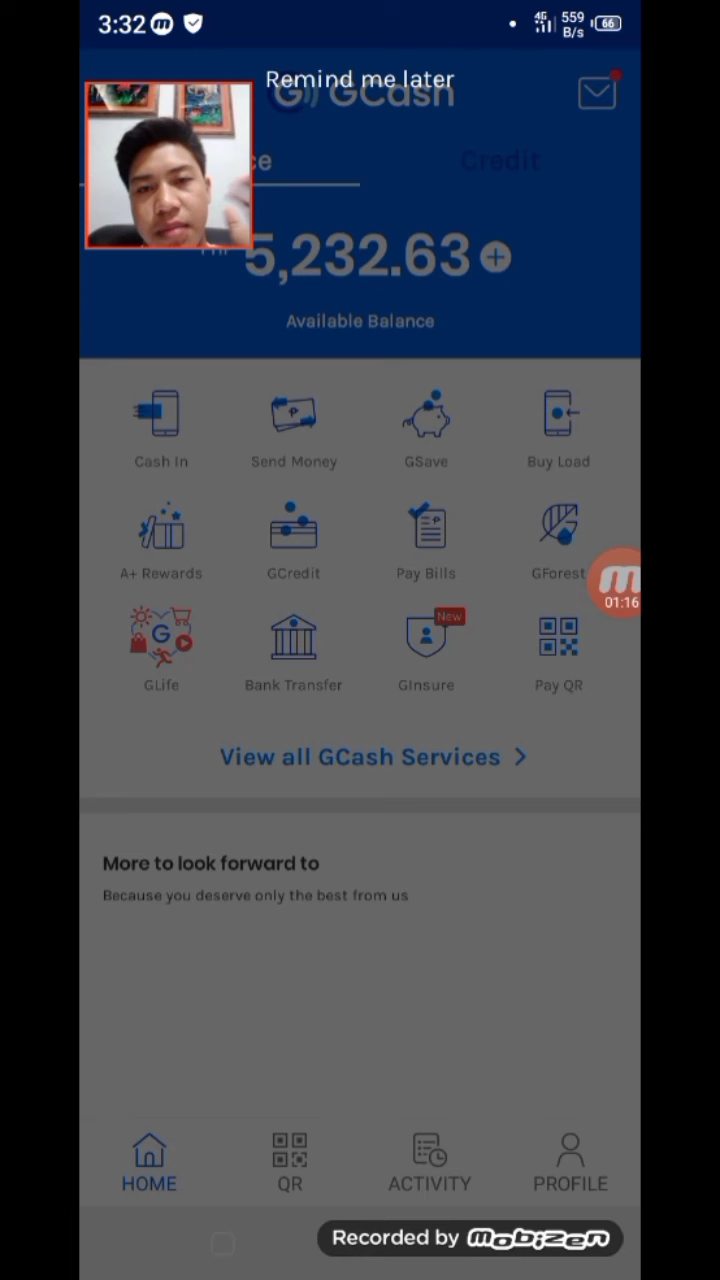 3:32
4G
559
B/s
66
Remind me later
GCash
Credit
5,232.63
Available Balance
Cash In
Send Money
GSave
Buy Load
A+ Rewards
GCredit
Pay Bills
GForest
01:16
New
GLife
Bank Transfer
GInsure
Pay QR
View all GCash Services
More to look forward to
Because you deserve only the best from us
HOME
QR
ACTIVITY
PROFILE
Recorded by mobizen